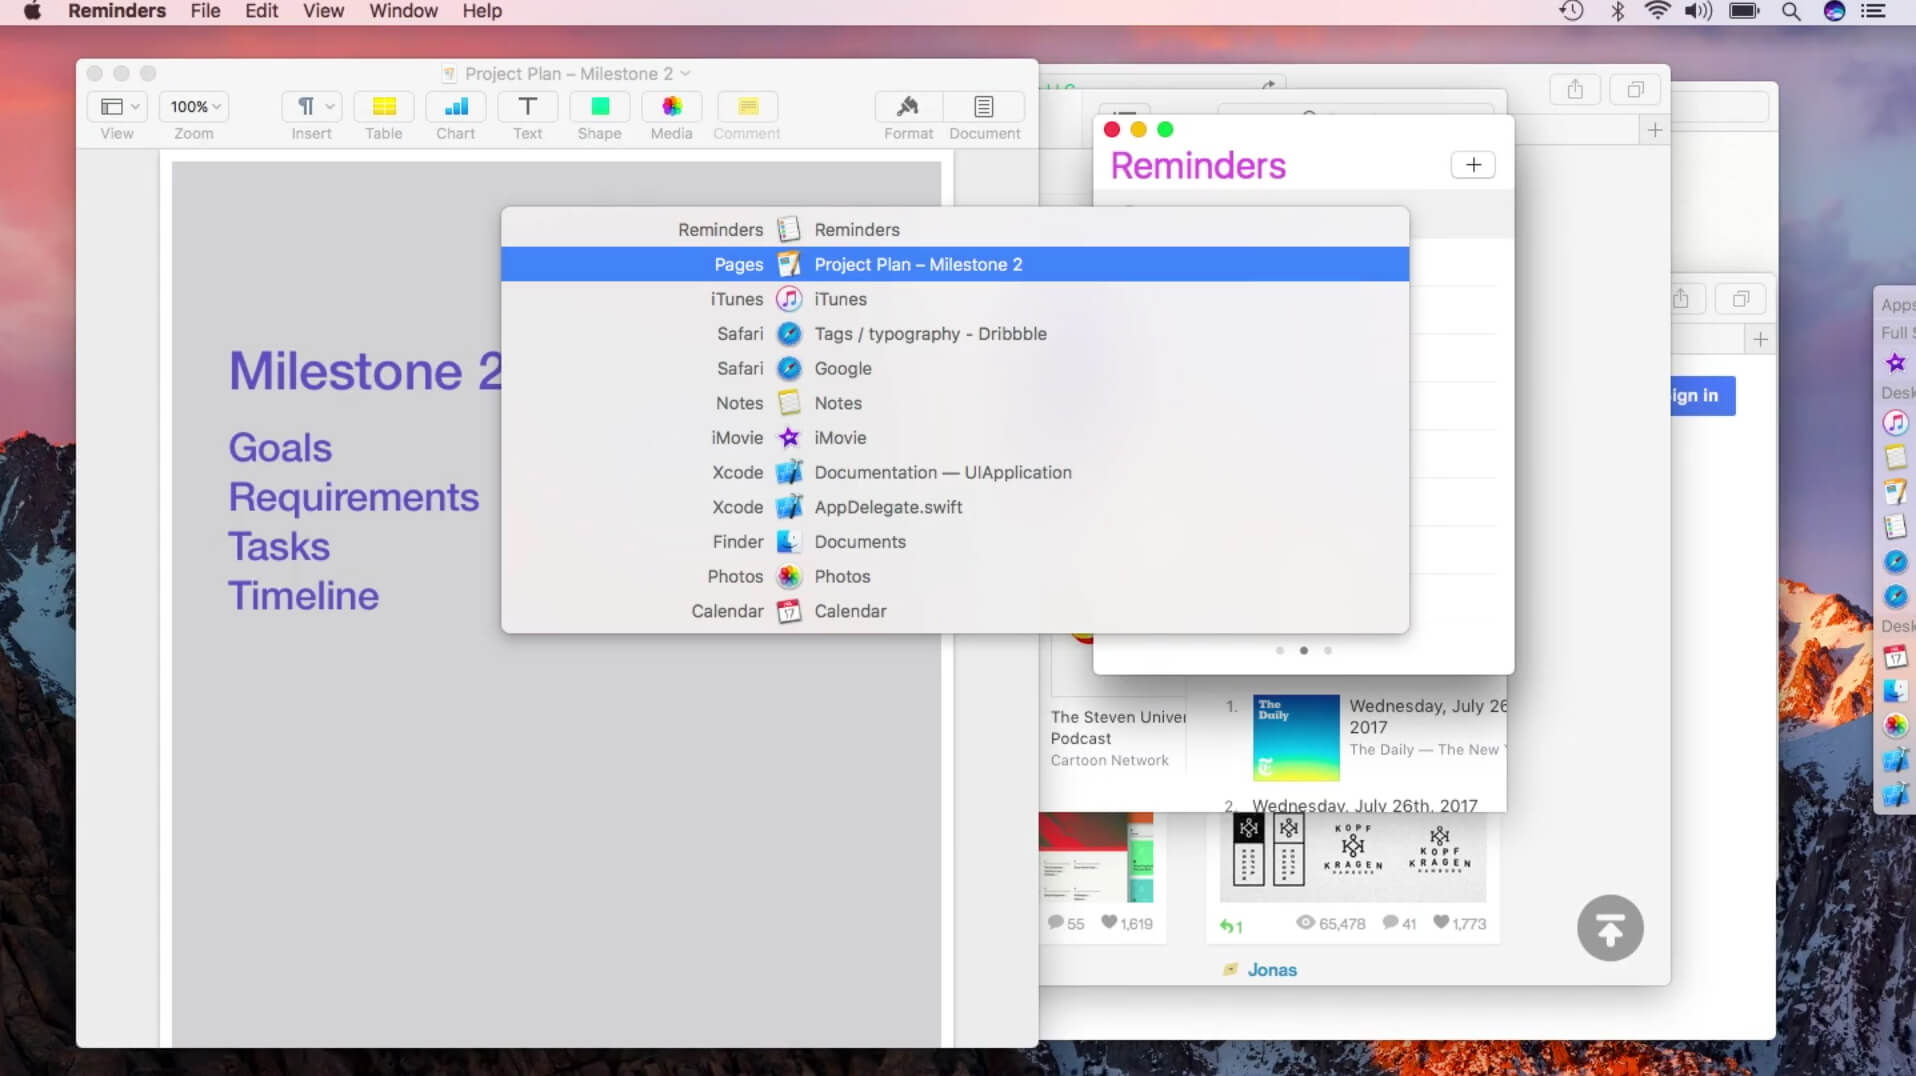 Reminders File Edit View Window Help
Project Plan – Milestone 2
100%
View Zoom Insert Table Chart Text Shape Media Comment Format Document
Milestone 2
Goals
Requirements
Tasks
Timeline
Reminders
Reminders Reminders
Pages Project Plan – Milestone 2
iTunes iTunes
Safari Tags / typography - Dribbble
Safari Google
Notes Notes
iMovie iMovie
Xcode Documentation — UIApplication
Xcode AppDelegate.swift
Finder Documents
Photos Photos
Calendar Calendar
The Steven Univer
Podcast
Cartoon Network
1. The Daily
Wednesday, July 26
2017
The Daily — The New
2. Wednesday, July 26th, 2017
KOPF
KRAGEN
HAMBURG
KOPF
KRAGEN
HAMBURG
55 1,619
1 65,478 41 1,773
Jonas
ign in
Apps
Full S
Desk
17
Desk
17